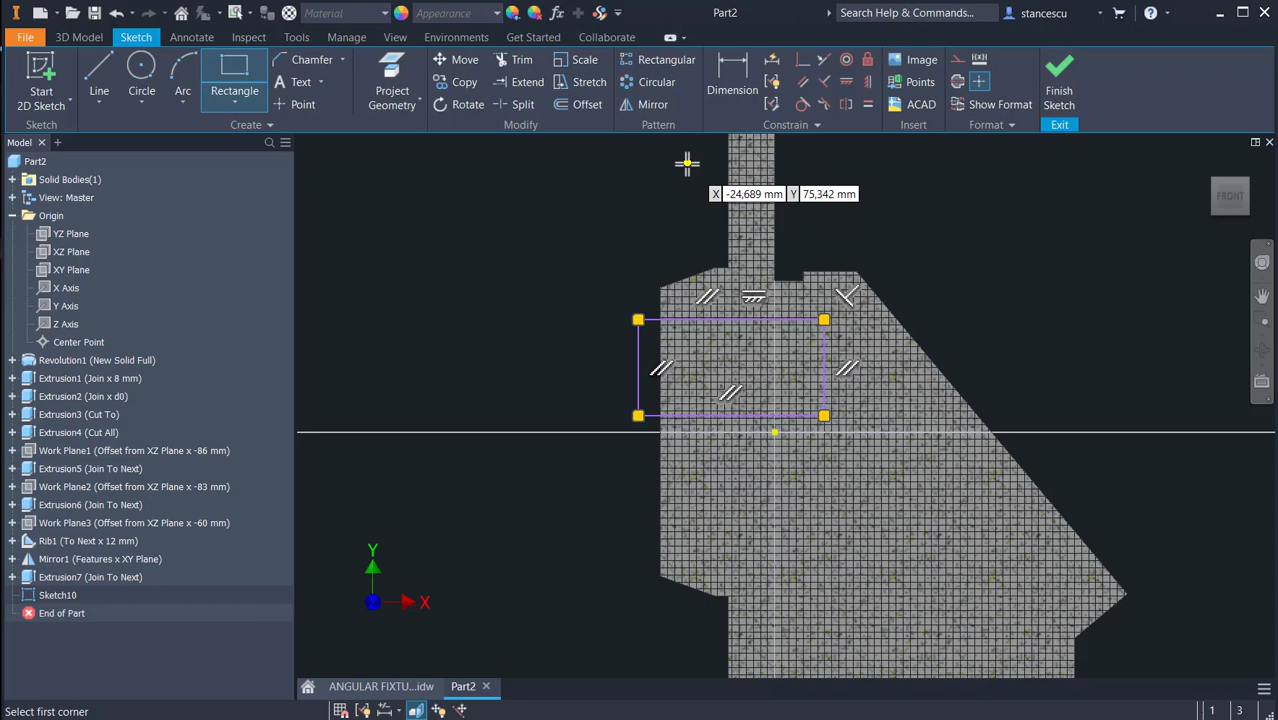 Material
Appearance
Part2
Search Help & Commands...
stancescu
File
3D Model
Sketch
Annotate
Inspect
Tools
Manage
View
Environments
Get Started
Collaborate
Start
2D Sketch
Line
Circle
Arc
Rectangle
Chamfer
Text
Point
Project
Geometry
Move
Copy
Rotate
Trim
Extend
Split
Scale
Stretch
Offset
Rectangular
Circular
Mirror
Dimension
Image
Points
ACAD
Show Format
Finish
Sketch
Sketch
Create
Modify
Pattern
Constrain
Insert
Format
Exit
Model
Part2
Solid Bodies(1)
View: Master
Origin
YZ Plane
XZ Plane
XY Plane
X Axis
Y Axis
Z Axis
Center Point
Revolution1 (New Solid Full)
Extrusion1 (Join x 8 mm)
Extrusion2 (Join x d0)
Extrusion3 (Cut To)
Extrusion4 (Cut All)
Work Plane1 (Offset from XZ Plane x -86 mm)
Extrusion5 (Join To Next)
Work Plane2 (Offset from XZ Plane x -83 mm)
Extrusion6 (Join To Next)
Work Plane3 (Offset from XZ Plane x -60 mm)
Rib1 (To Next x 12 mm)
Mirror1 (Features x XY Plane)
Extrusion7 (Join To Next)
Sketch10
End of Part
X -24,689 mm Y 75,342 mm
FRONT
Y
X
ANGULAR FIXTU...idw
Part2
Select first corner
1
3